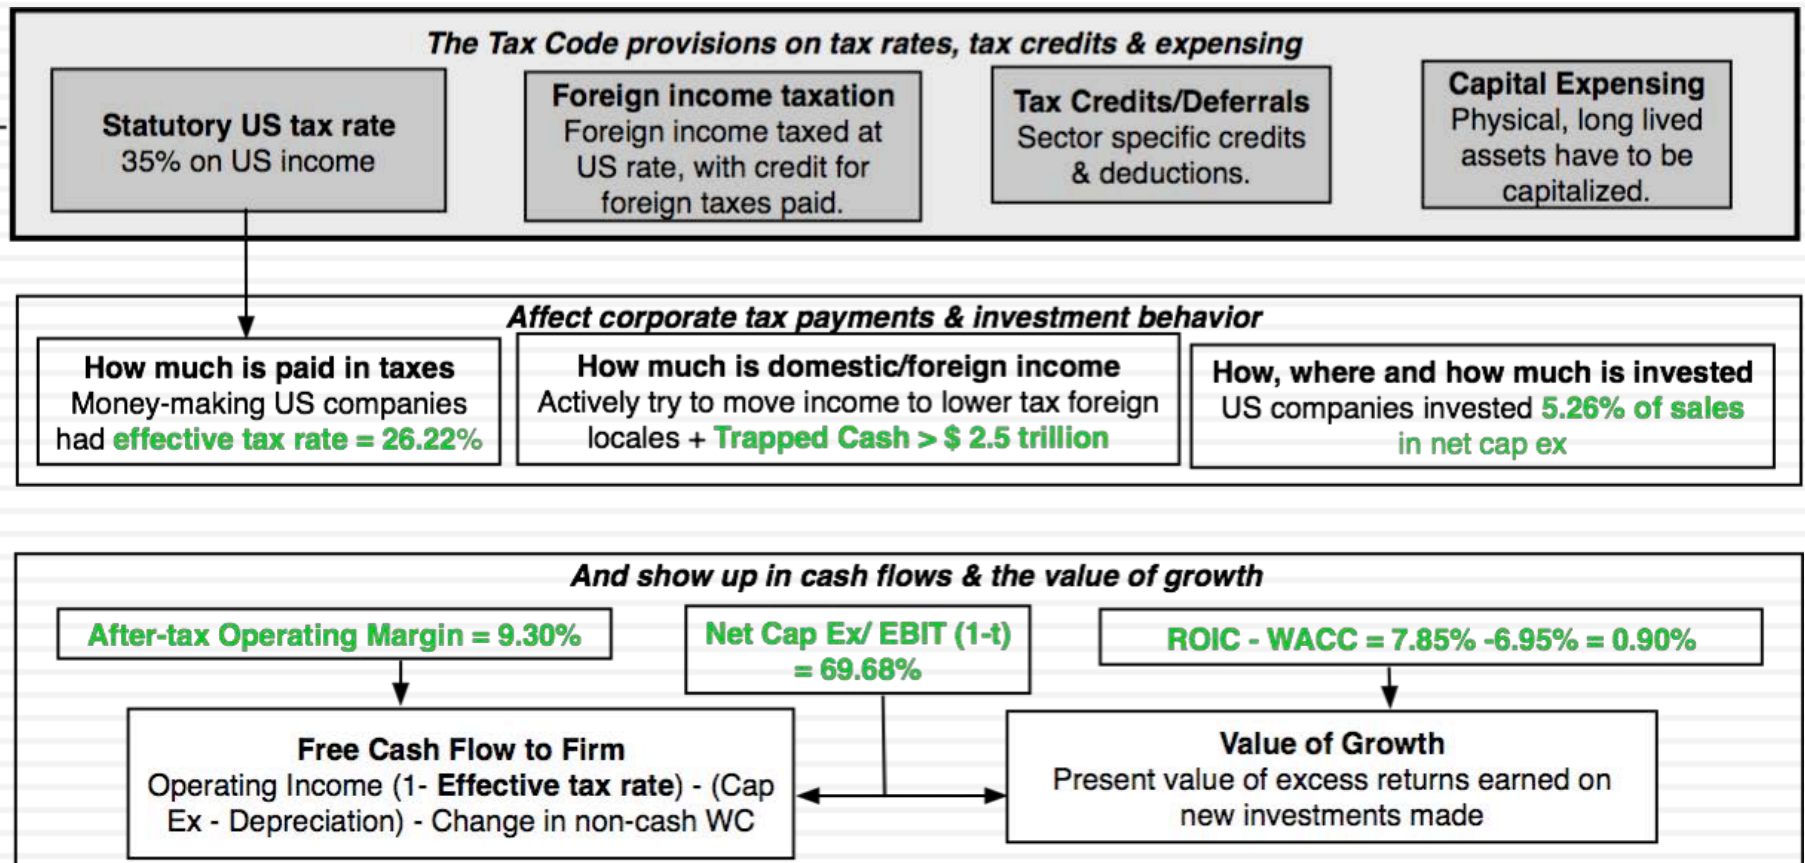 The Tax Code provisions on tax rates, tax credits & expensing
Statutory US tax rate
35% on US income
Foreign income taxation
Foreign income taxed at
US rate, with credit for
foreign taxes paid.
Tax Credits/Deferrals
Sector specific credits
& deductions.
Capital Expensing
Physical, long lived
assets have to be
capitalized.
Affect corporate tax payments & investment behavior
How much is paid in taxes
Money-making US companies
had effective tax rate = 26.22%
How much is domestic/foreign income
Actively try to move income to lower tax foreign
locales + Trapped Cash > $ 2.5 trillion
How, where and how much is invested
US companies invested 5.26% of sales
in net cap ex
And show up in cash flows & the value of growth
After-tax Operating Margin = 9.30%
Net Cap Ex/ EBIT (1-t)
= 69.68%
ROIC - WACC = 7.85% -6.95% = 0.90%
Free Cash Flow to Firm
Operating Income (1- Effective tax rate) - (Cap
Ex - Depreciation) - Change in non-cash WC
Value of Growth
Present value of excess returns earned on
new investments made